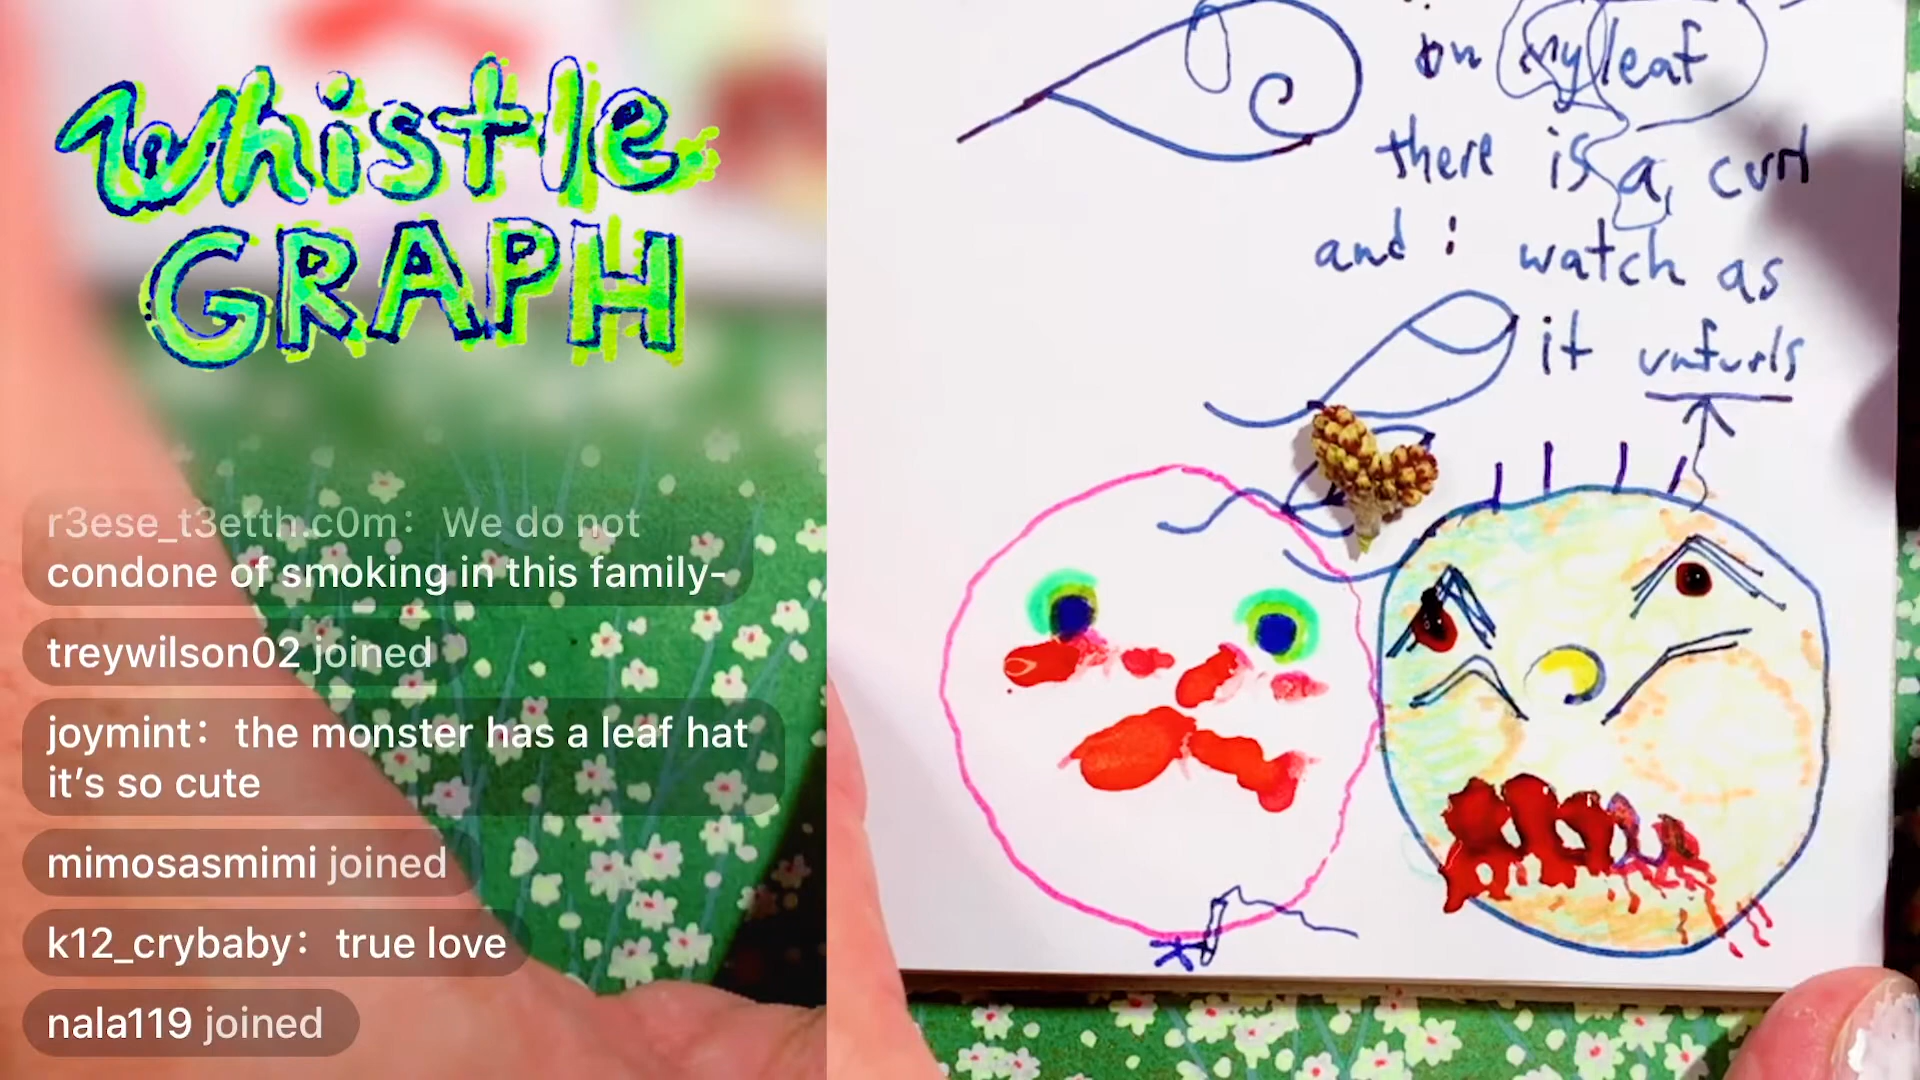 Whistle
GRAPH
r3ese_t3etth.c0m: We do not
condone of smoking in this family-
treywilson02 joined
joymint: the monster has a leaf hat
it's so cute
mimosasmimi joined
k12_crybaby: true love
nala119 joined
on my leaf
there is a curl
and: watch as
it unfurls